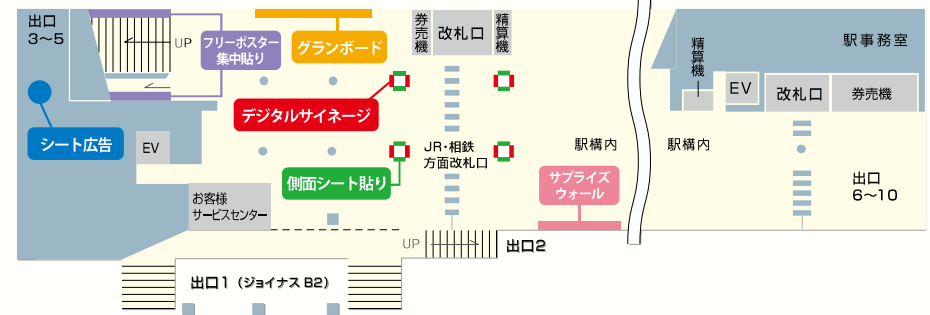 出口
3～5
UP
フリーポスター
集中貼り
グランボード
券売機
改札口
精算機
デジタルサイネージ
シート広告
EV
側面シート貼り
JR・相鉄
方面改札口
お客様
サービスセンター
サプライズ
ウォール
駅構内
UP
出口2
出口1（ジョイナス B2）
駅事務室
精算機
EV
改札口
券売機
駅構内
出口
6～10